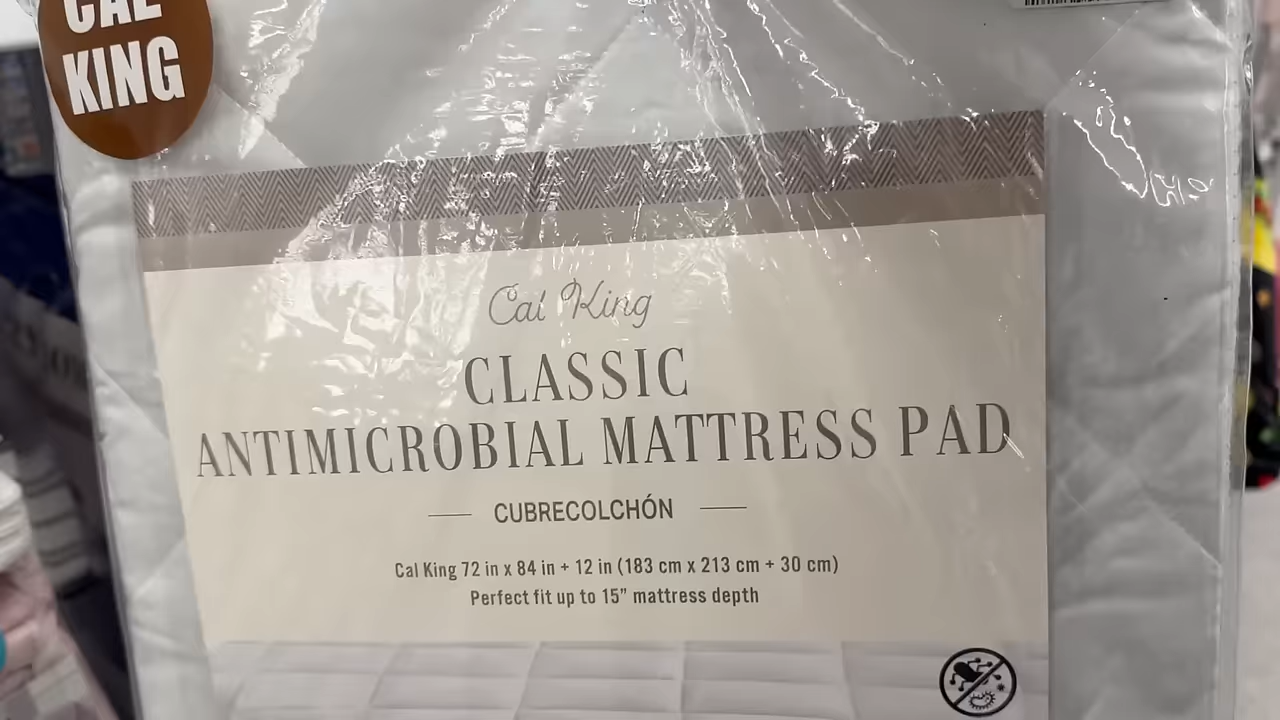 CAL
KING
Cal King
CLASSIC
ANTIMICROBIAL MATTRESS PAD
CUBRECOLCHÓN
Cal King 72 in x 84 in + 12 in (183 cm x 213 cm + 30 cm)
Perfect fit up to 15” mattress depth